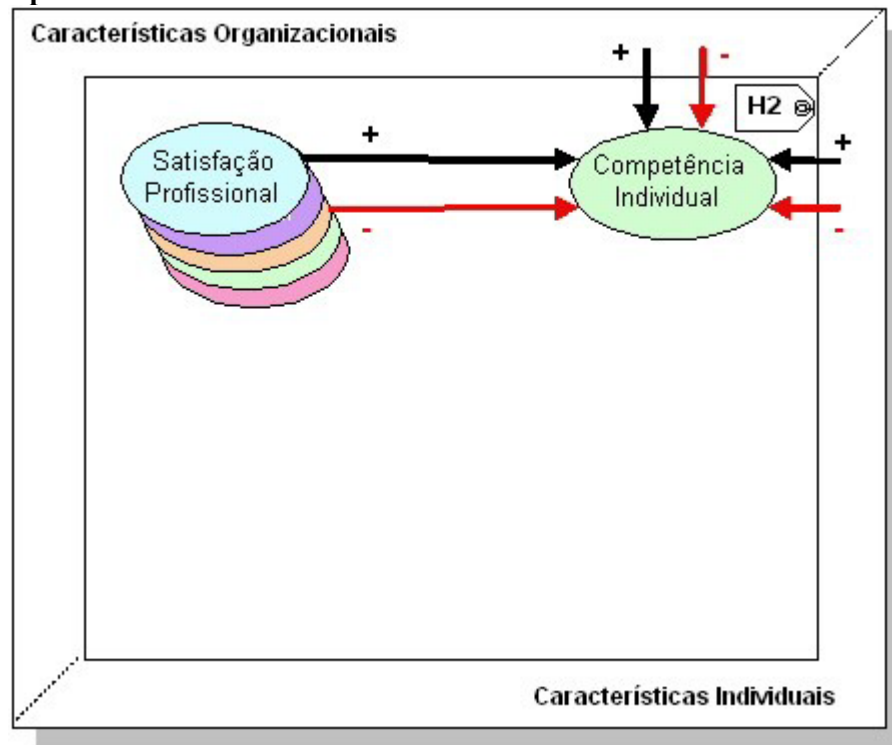 Características Organizacionais
+ -
H2
+
Satisfação
Profissional
Competência
Individual
+
-
-
Características Individuais